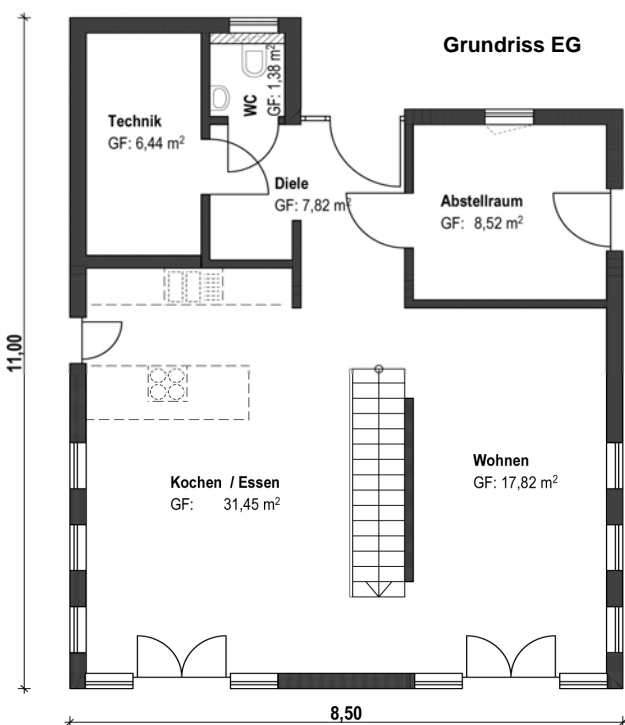 Grundriss EG
WC
GF: 1,38 m²
Technik
GF: 6,44 m²
Diele
GF: 7,82 m²
Abstellraum
GF: 8,52 m²
11,00
Kochen / Essen
GF: 31,45 m²
Wohnen
GF: 17,82 m²
8,50